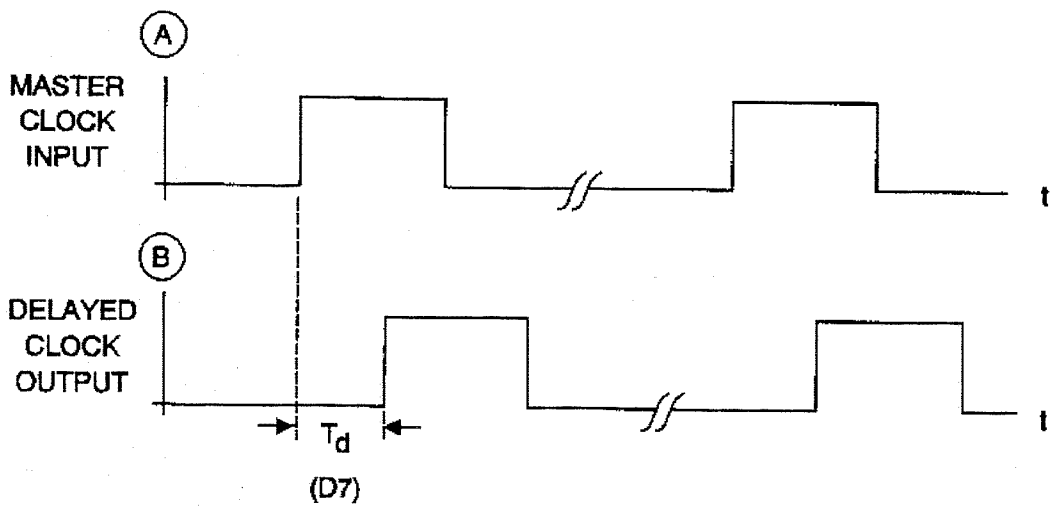 A
MASTER
CLOCK
INPUT
t
B
DELAYED
CLOCK
OUTPUT
t
Td
(D7)